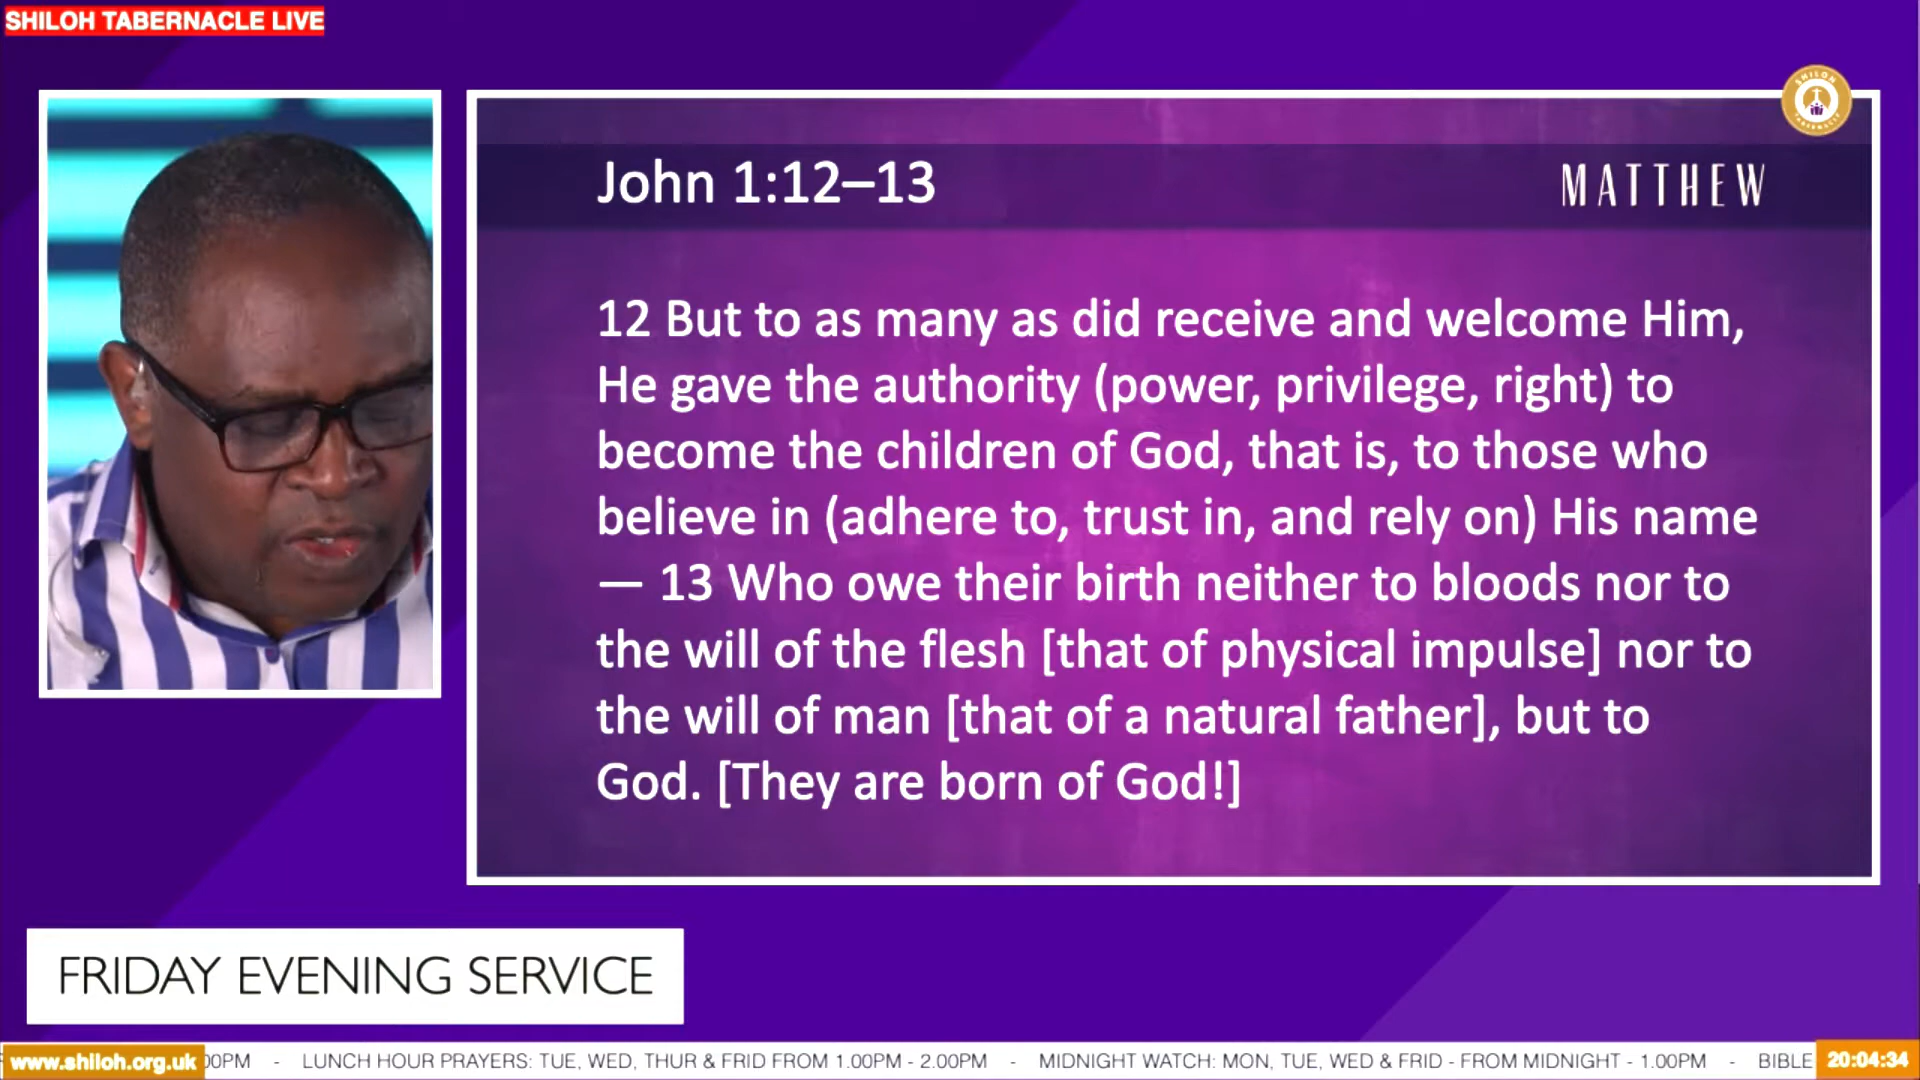 SHILOH TABERNACLE LIVE
SHILOH
TABERNACLE
John 1:12–13
MATTHEW
12 But to as many as did receive and welcome Him,
He gave the authority (power, privilege, right) to
become the children of God, that is, to those who
believe in (adhere to, trust in, and rely on) His name
— 13 Who owe their birth neither to bloods nor to
the will of the flesh [that of physical impulse] nor to
the will of man [that of a natural father], but to
God. [They are born of God!]
FRIDAY EVENING SERVICE
www.shiloh.org.uk 00PM - LUNCH HOUR PRAYERS: TUE, WED, THUR & FRID FROM 1.00PM - 2.00PM - MIDNIGHT WATCH: MON, TUE, WED & FRID - FROM MIDNIGHT - 1.00PM - BIBLE 20:04:34